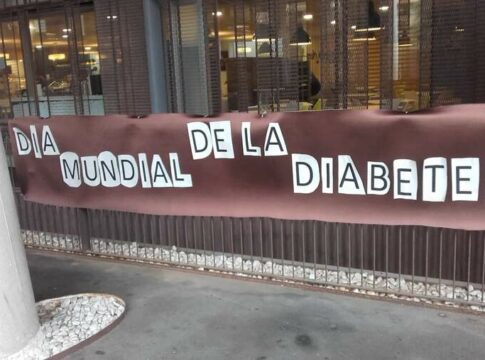 DIA MUNDIAL DE LA DIABETE